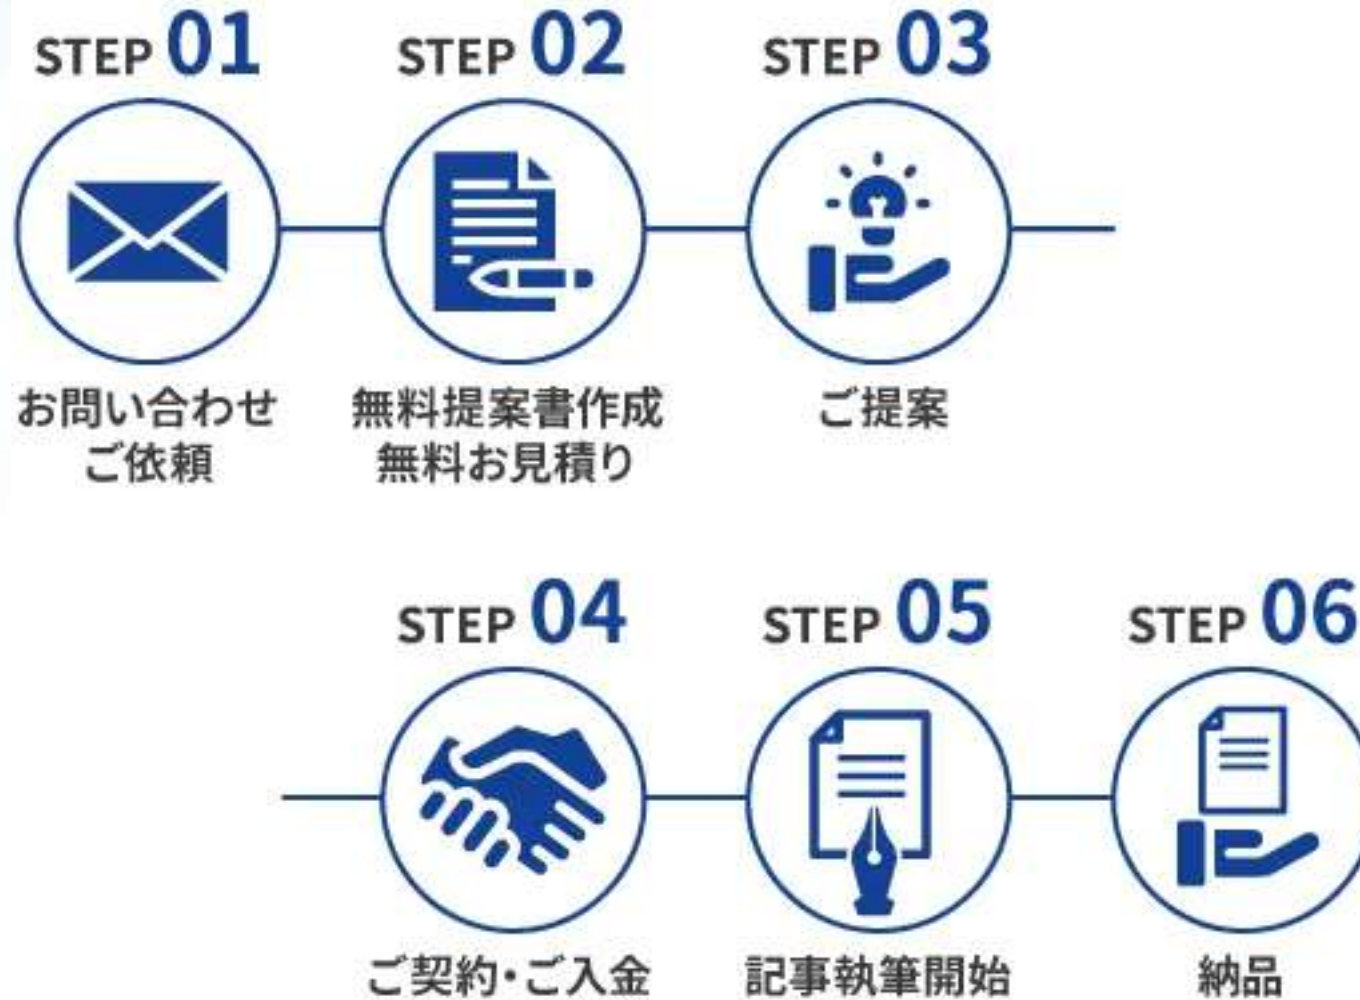 STEP 01
STEP 02
STEP 03
お問い合わせ
ご依頼
無料提案書作成
無料お見積り
ご提案
STEP 04
STEP 05
STEP 06
ご契約・ご入金
記事執筆開始
納品